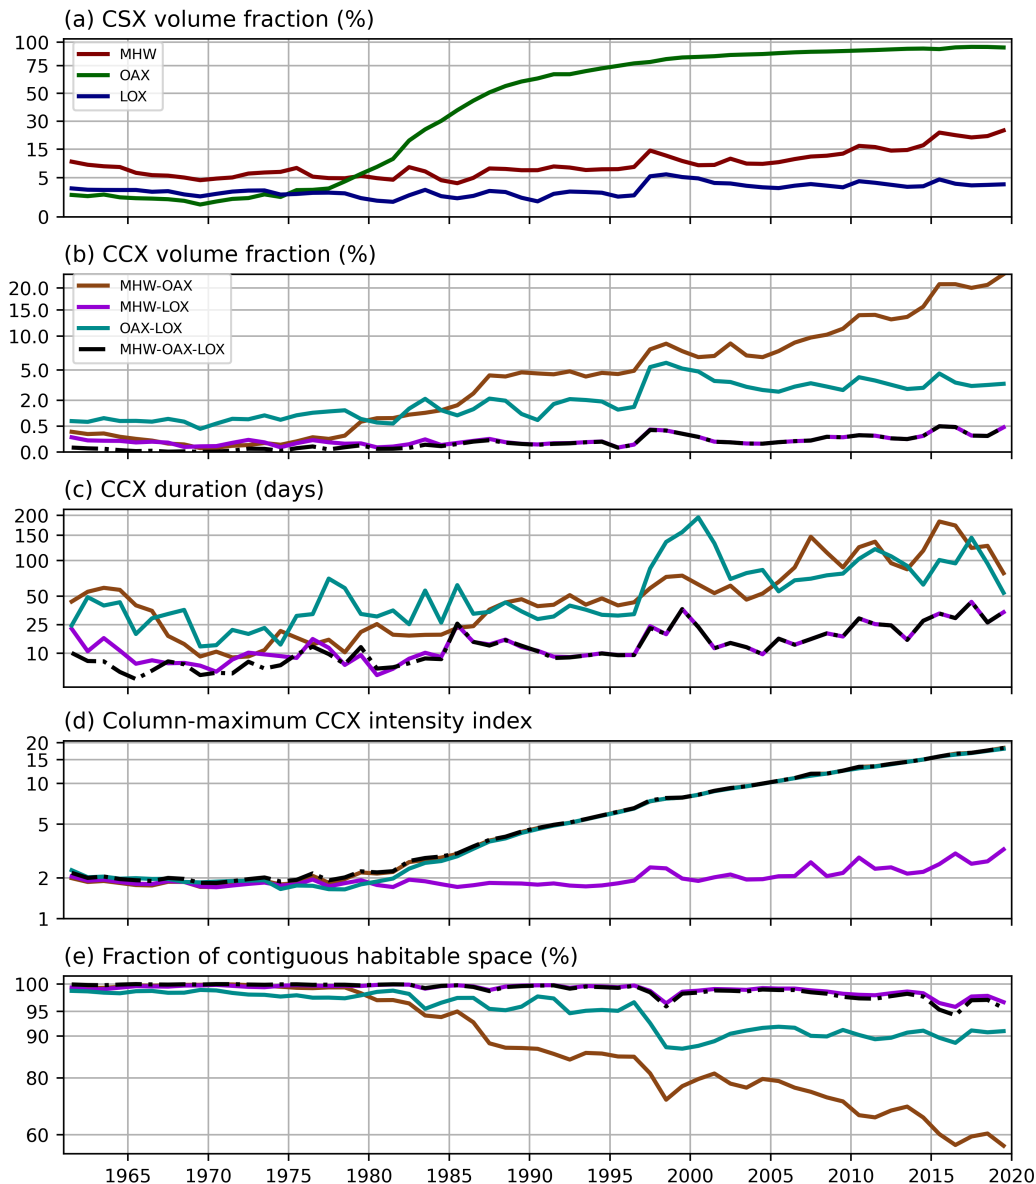 (a) CSX volume fraction (%)
100
75
50
30
15
5
0
MHW
OAX
LOX
(b) CCX volume fraction (%)
20.0
15.0
10.0
5.0
2.0
0.5
0.0
MHW-OAX
MHW-LOX
OAX-LOX
MHW-OAX-LOX
(c) CCX duration (days)
200
150
100
50
25
10
(d) Column-maximum CCX intensity index
20
15
10
5
2
1
(e) Fraction of contiguous habitable space (%)
100
95
90
80
60
1965 1970 1975 1980 1985 1990 1995 2000 2005 2010 2015 2020